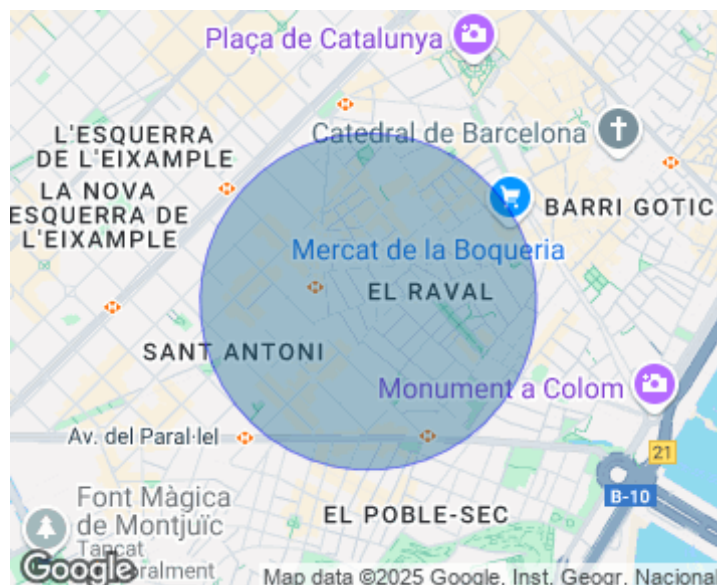 Plaça de Catalunya
L'ESQUERRA
DE L'EIXAMPLE
Catedral de Barcelona
LA NOVA
ESQUERRA DE
L'EIXAMPLE
BARRI GOTIC
Mercat de la Boqueria
EL RAVAL
SANT ANTONI
Monument a Colom
Av. del Paral·lel
21
B-10
Font Màgica
de Montjuïc
Tancat
temporalment
EL POBLE-SEC
Google
Map data ©2025 Google, Inst. Geogr. Nacional